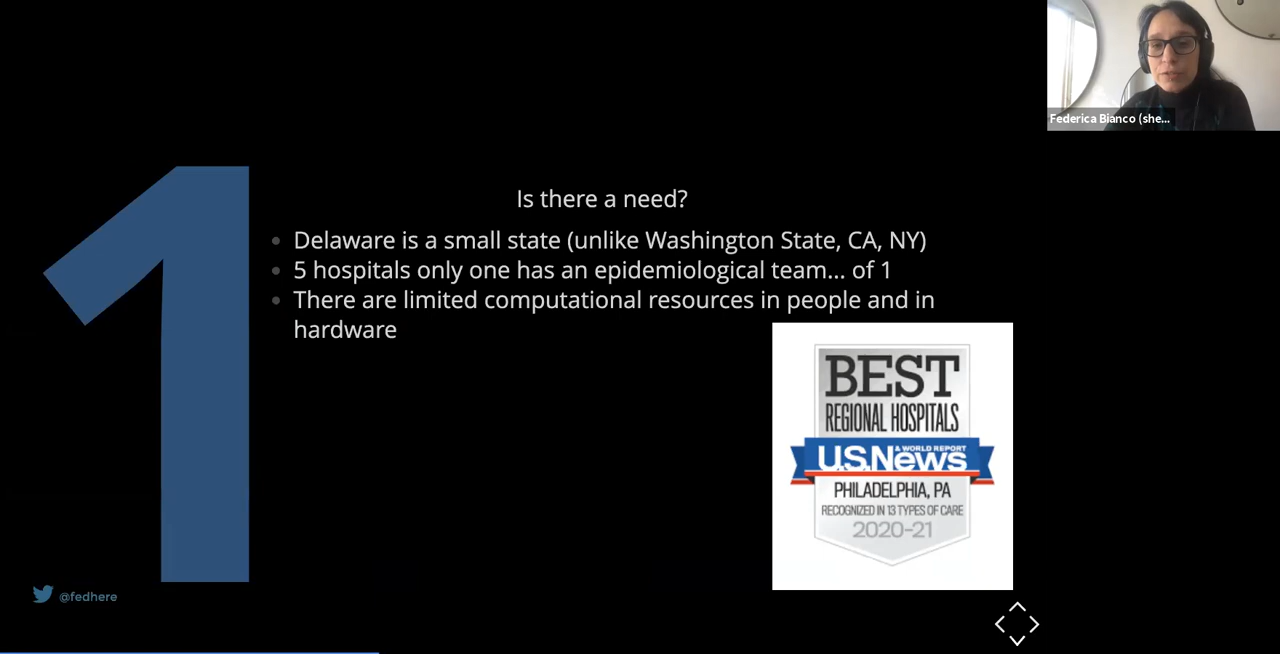 Federica Bianco (she...
1
Is there a need?
Delaware is a small state (unlike Washington State, CA, NY)
5 hospitals only one has an epidemiological team... of 1
There are limited computational resources in people and in
hardware
BEST
REGIONAL HOSPITALS
U.S.News
& WORLD REPORT
PHILADELPHIA, PA
RECOGNIZED IN 13 TYPES OF CARE
2020-21
@fedhere